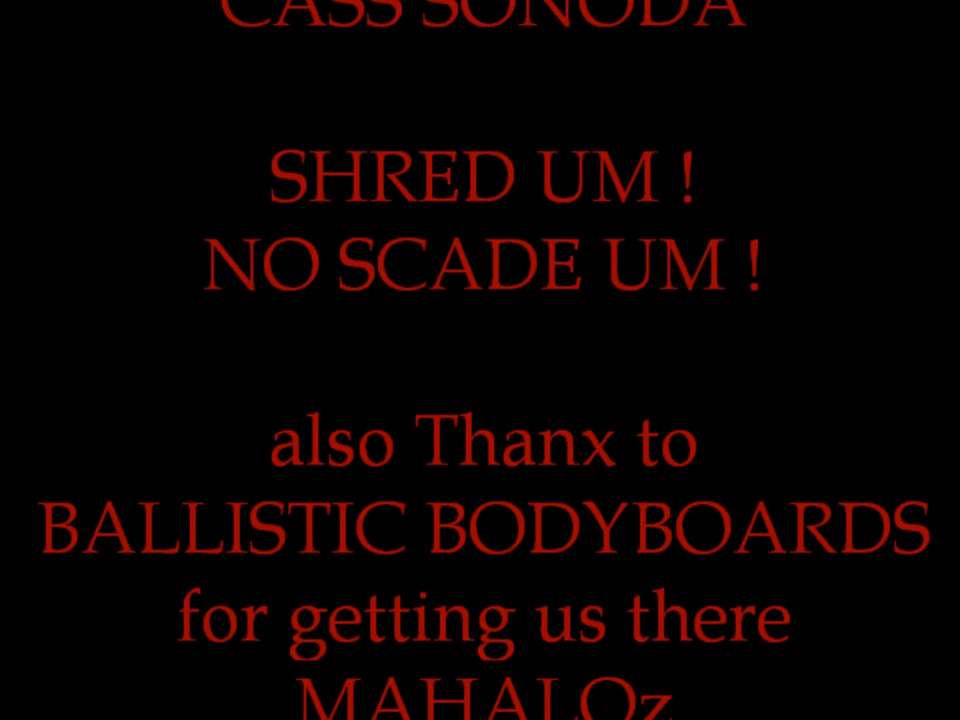 CASS SONODA
SHRED UM !
NO SCADE UM !
also Thanx to
BALLISTIC BODYBOARDS
for getting us there
MAHALOz